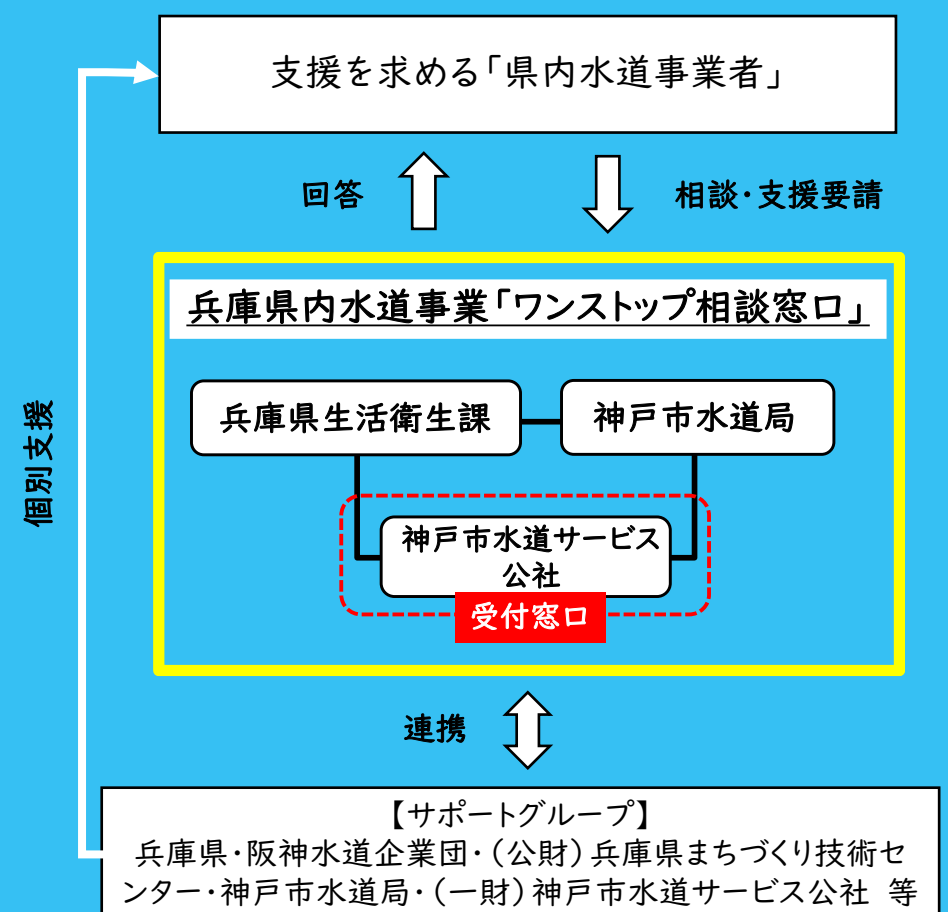 支援を求める「県内水道事業者」
回答
相談・支援要請
兵庫県内水道事業「ワンストップ相談窓口」
兵庫県生活衛生課
神戸市水道局
神戸市水道サービス
公社
受付窓口
個別支援
連携
【サポートグループ】
兵庫県・阪神水道企業団・(公財)兵庫県まちづくり技術セ
ンター・神戸市水道局・(一財)神戸市水道サービス公社 等